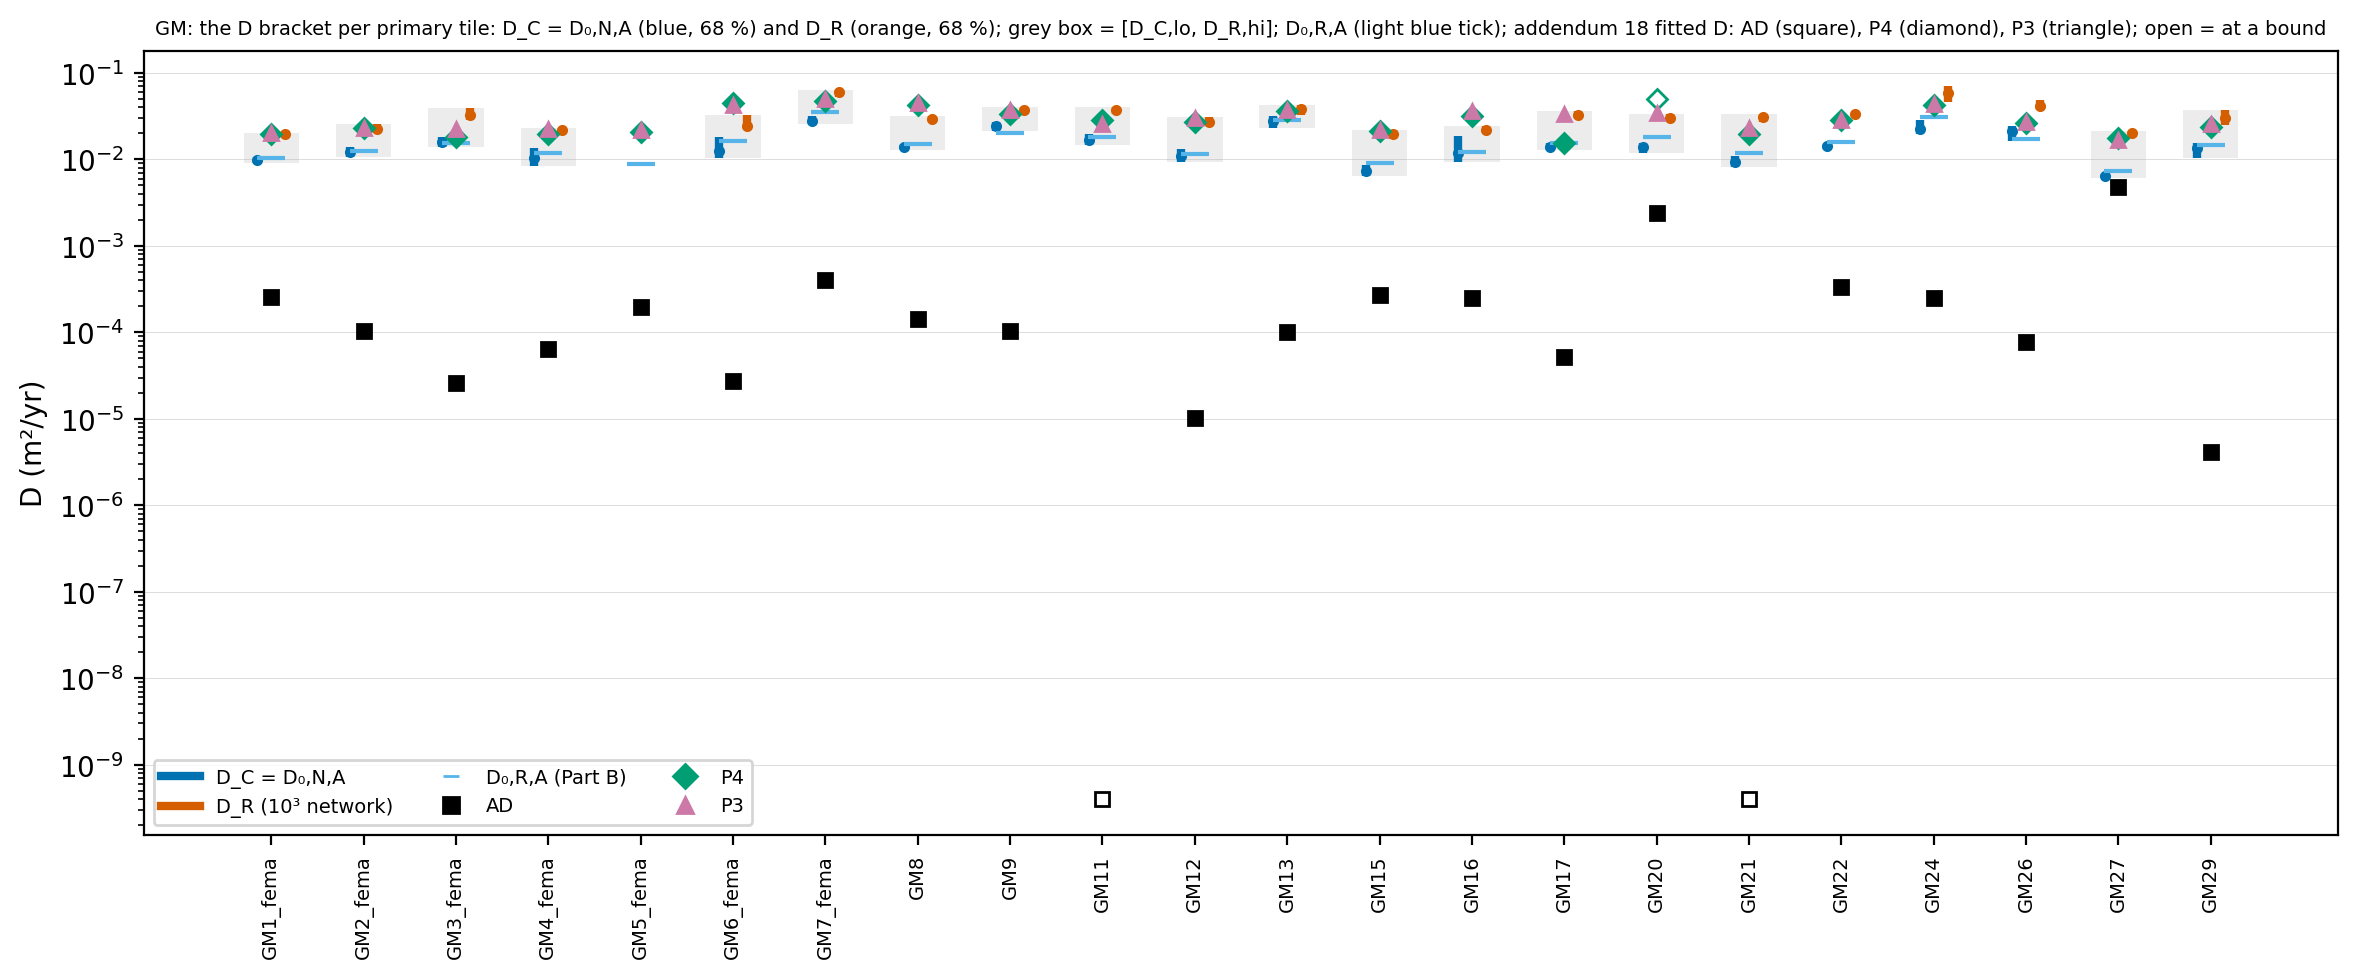 GM: the D bracket per primary tile: D_C = D₀,N,A (blue, 68 %) and D_R (orange, 68 %); grey box = [D_C,lo, D_R,hi]; D₀,R,A (light blue tick); addendum 18 fitted D: AD (square), P4 (diamond), P3 (triangle); open = at a bound
D (m²/yr)
10⁻¹
10⁻²
10⁻³
10⁻⁴
10⁻⁵
10⁻⁶
10⁻⁷
10⁻⁸
10⁻⁹
D_C = D₀,N,A
D_R (10³ network)
D₀,R,A (Part B)
AD
P4
P3
GM1_fema
GM2_fema
GM3_fema
GM4_fema
GM5_fema
GM6_fema
GM7_fema
GM8
GM9
GM11
GM12
GM13
GM15
GM16
GM17
GM20
GM21
GM22
GM24
GM26
GM27
GM29